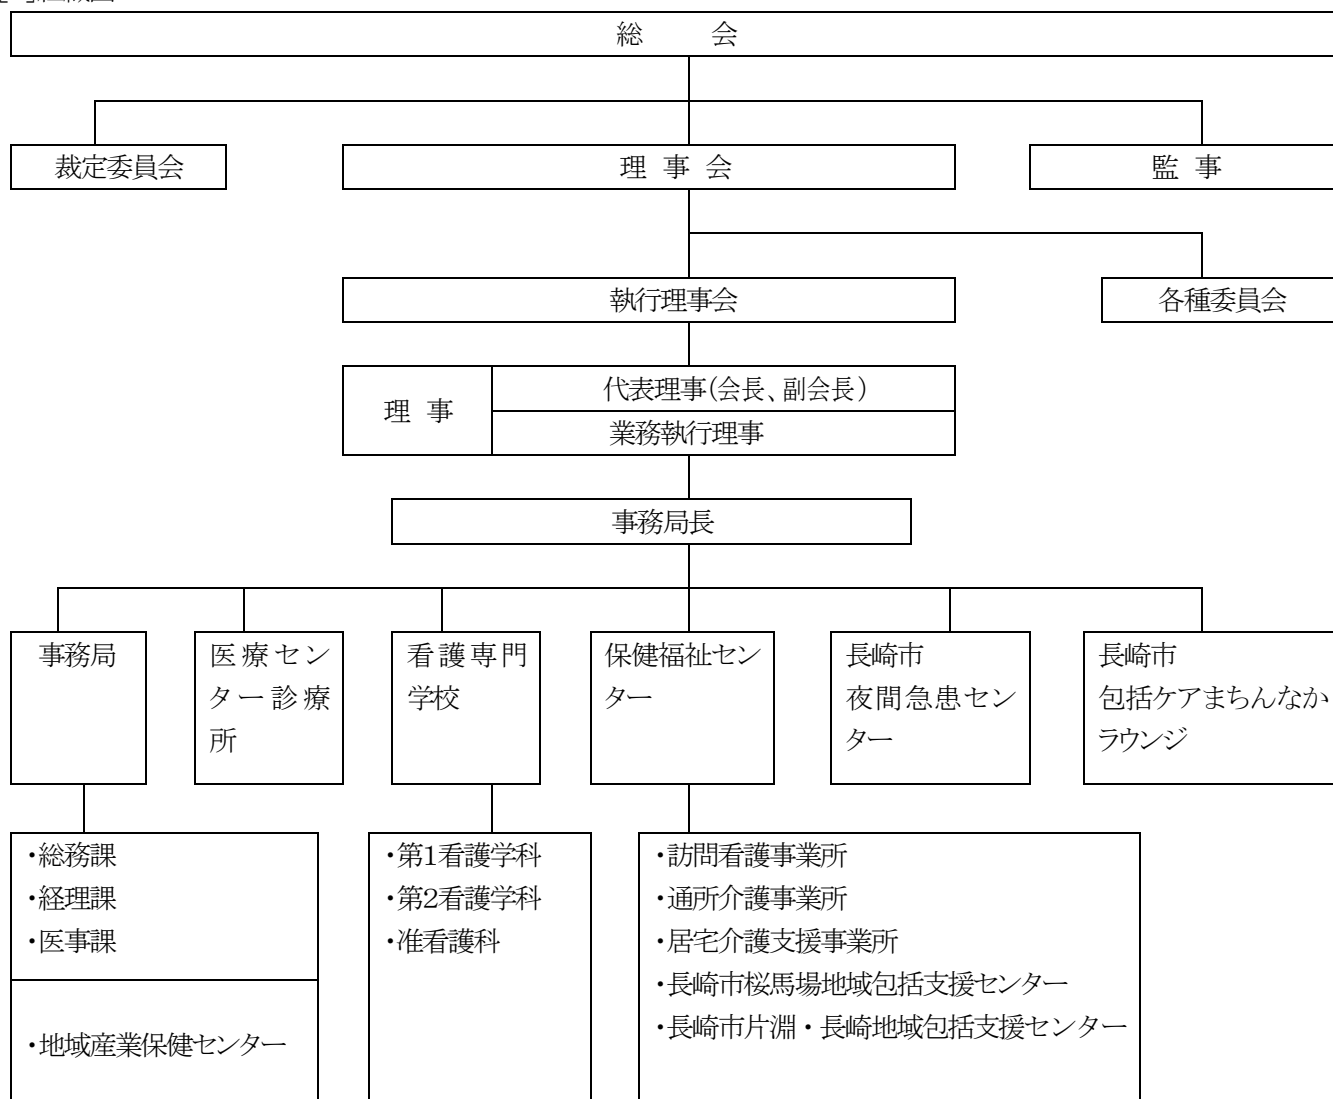 総 会
裁定委員会
理 事 会
監 事
執行理事会
各種委員会
理 事
代表理事(会長、副会長)
業務執行理事
事務局長
事務局
医療セン
ター診療
所
看護専門
学校
保健福祉セン
ター
長崎市
夜間急患セン
ター
長崎市
包括ケアまちんなか
ラウンジ
・総務課
・経理課
・医事課
・地域産業保健センター
・第1看護学科
・第2看護学科
・准看護科
・訪問看護事業所
・通所介護事業所
・居宅介護支援事業所
・長崎市桜馬場地域包括支援センター
・長崎市片淵・長崎地域包括支援センター